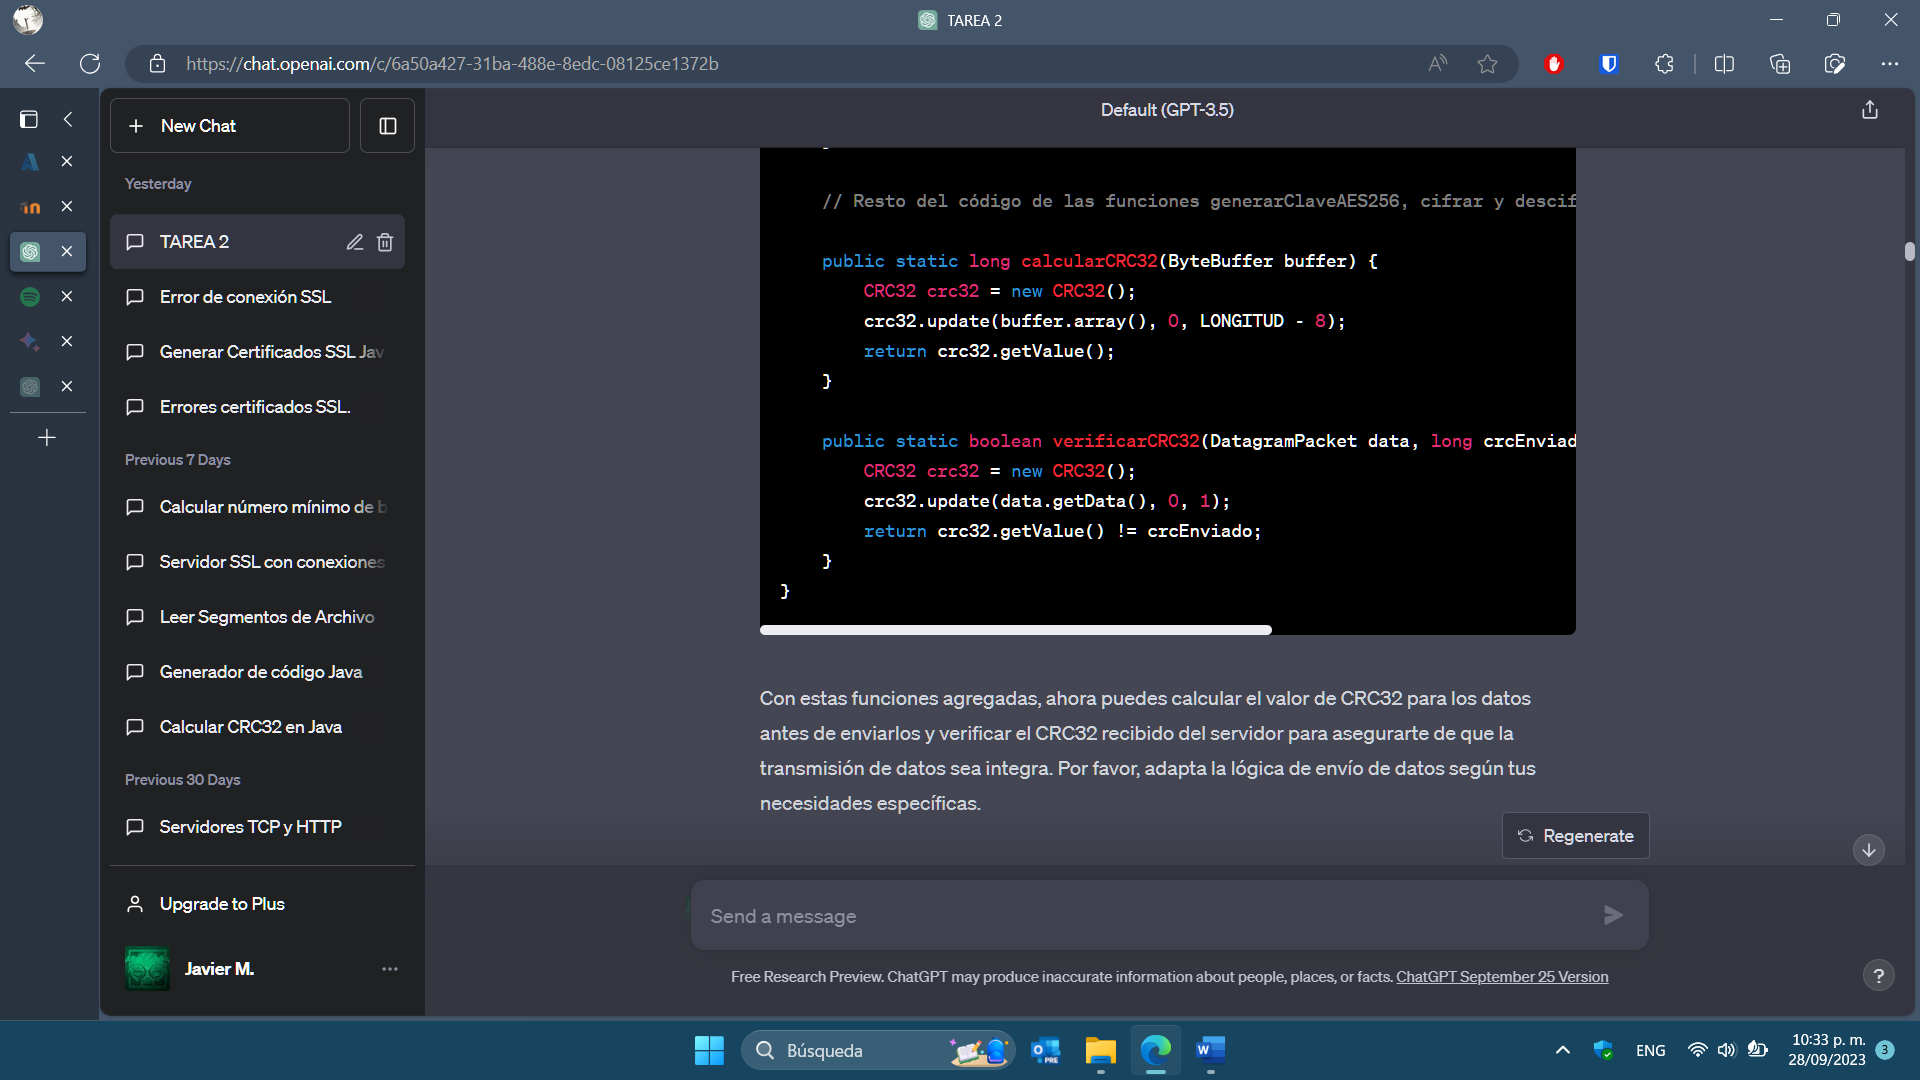 TAREA 2
https://chat.openai.com/c/6a50a427-31ba-488e-8edc-08125ce1372b
New Chat
Yesterday
TAREA 2
Error de conexión SSL
Generar Certificados SSL Jav
Errores certificados SSL.
Previous 7 Days
Calcular número mínimo de b
Servidor SSL con conexiones
Leer Segmentos de Archivo
Generador de código Java
Calcular CRC32 en Java
Previous 30 Days
Servidores TCP y HTTP
Upgrade to Plus
Javier M.
Default (GPT-3.5)
// Resto del código de las funciones generarClaveAES256, cifrar y descif
public static long calcularCRC32(ByteBuffer buffer) {
CRC32 crc32 = new CRC32();
crc32.update(buffer.array(), 0, LONGITUD - 8);
return crc32.getValue();
}
public static boolean verificarCRC32(DatagramPacket data, long crcEnviad
CRC32 crc32 = new CRC32();
crc32.update(data.getData(), 0, 1);
return crc32.getValue() != crcEnviado;
}
}
Con estas funciones agregadas, ahora puedes calcular el valor de CRC32 para los datos
antes de enviarlos y verificar el CRC32 recibido del servidor para asegurarte de que la
transmisión de datos sea integra. Por favor, adapta la lógica de envío de datos según tus
necesidades específicas.
Regenerate
Send a message
Free Research Preview. ChatGPT may produce inaccurate information about people, places, or facts. ChatGPT September 25 Version
?
Búsqueda
ENG
10:33 p. m.
28/09/2023
3